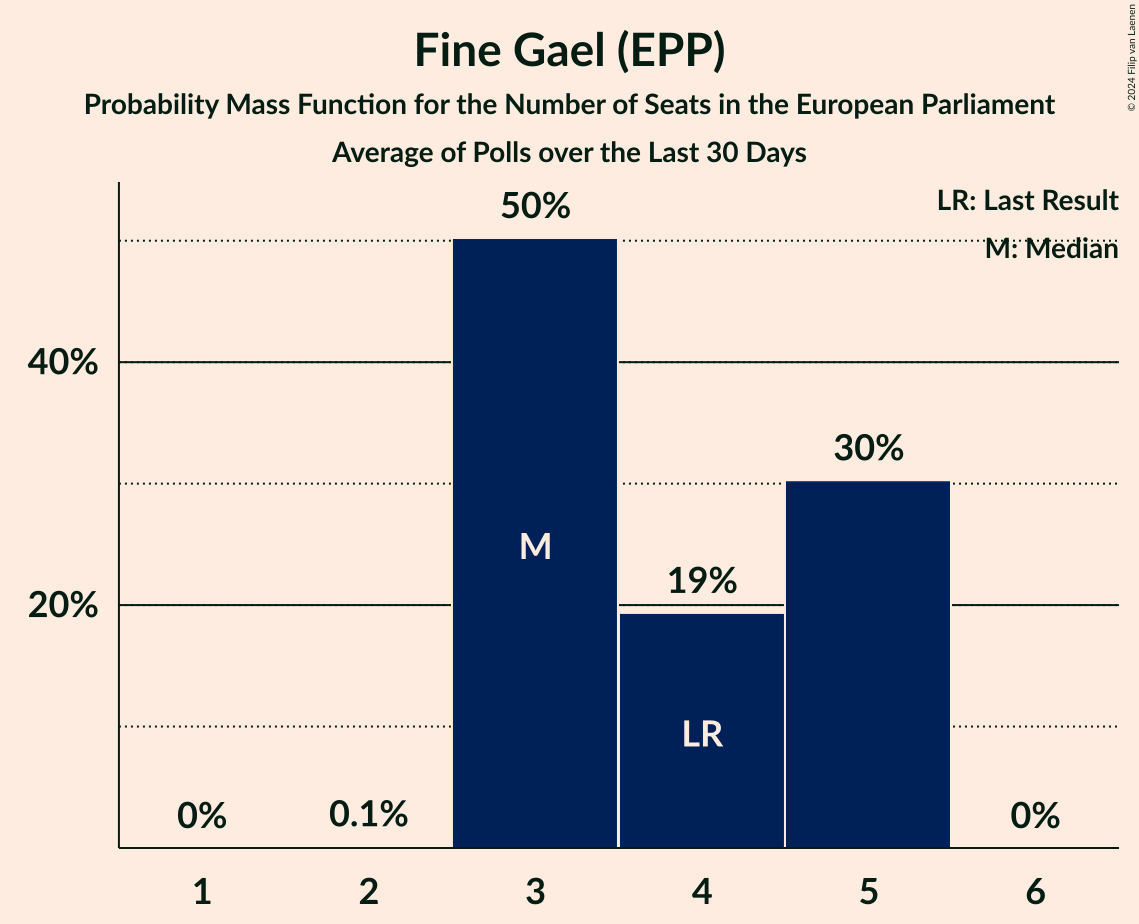 Fine Gael (EPP)
Probability Mass Function for the Number of Seats in the European Parliament
Average of Polls over the Last 30 Days
© 2024 Filip van Laenen
LR: Last Result
M: Median
50%
40%
30%
M
19%
20%
LR
0%
0.1%
0%
1
2
3
4
5
6